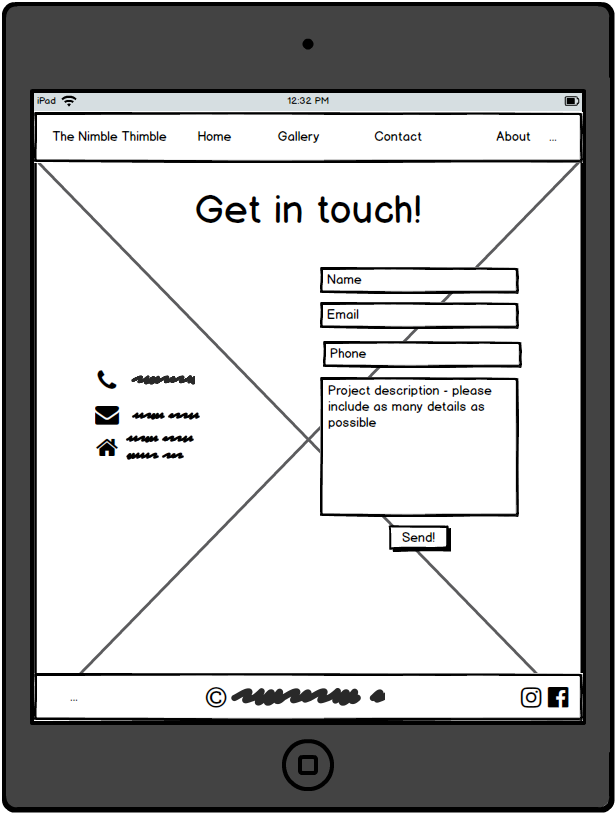 iPad 12:32 PM
The Nimble Thimble Home Gallery Contact About ...
Get in touch!
Name
Email
Phone
Project description - please
include as many details as
possible
Send!
... ©